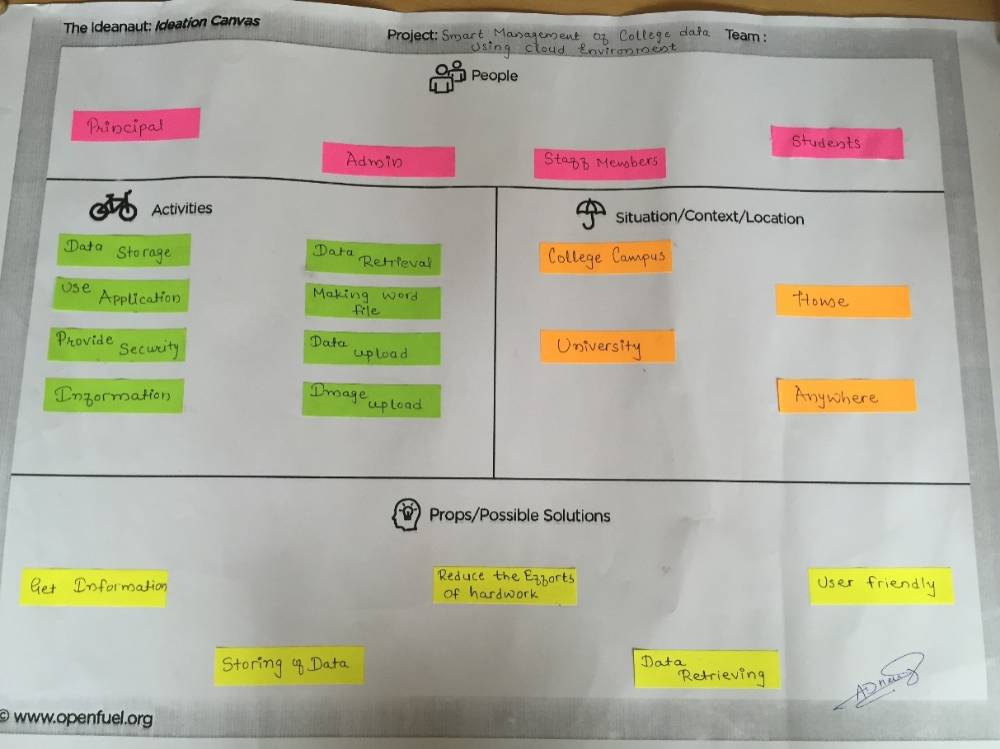 The Ideanaut: Ideation Canvas
Project: Smart Management of College data Team:
Using Cloud Environment
People
Principal
Admin
Staff Members
Students
Activities
Data Storage
Data Retrieval
Use Application
Making word
file
Provide Security
Data upload
Information
Image upload
Situation/Context/Location
College Campus
Home
University
Anywhere
Props/Possible Solutions
Get Information
Reduce the Efforts
of hardwork
User friendly
Storing of Data
Data Retrieving
© www.openfuel.org